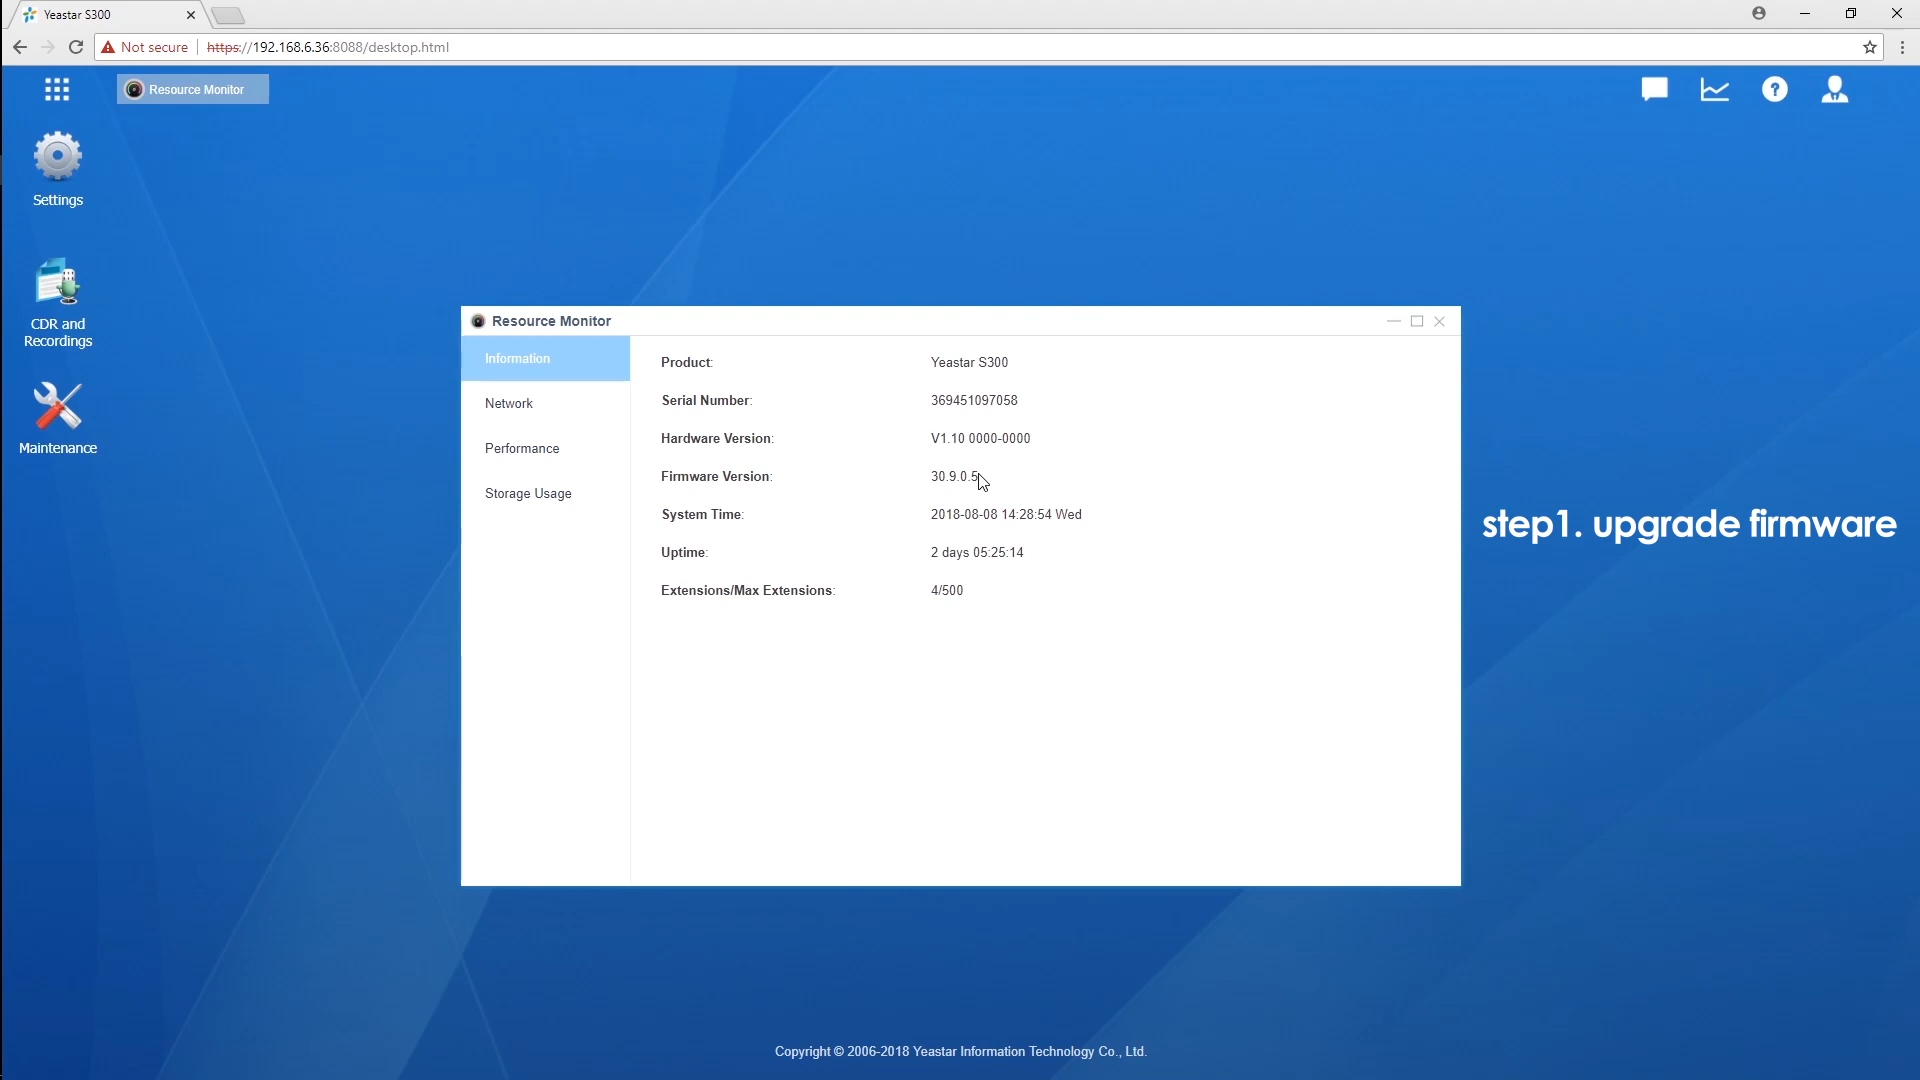 Yeastar S300
Not secure | https://192.168.6.36:8088/desktop.html
Resource Monitor
?
Settings
CDR and
Recordings
Maintenance
Resource Monitor
Information
Network
Performance
Storage Usage
Product: Yeastar S300
Serial Number: 369451097058
Hardware Version: V1.10 0000-0000
Firmware Version: 30.9.0.5
System Time: 2018-08-08 14:28:54 Wed
Uptime: 2 days 05:25:14
Extensions/Max Extensions: 4/500
step1. upgrade firmware
Copyright © 2006-2018 Yeastar Information Technology Co., Ltd.